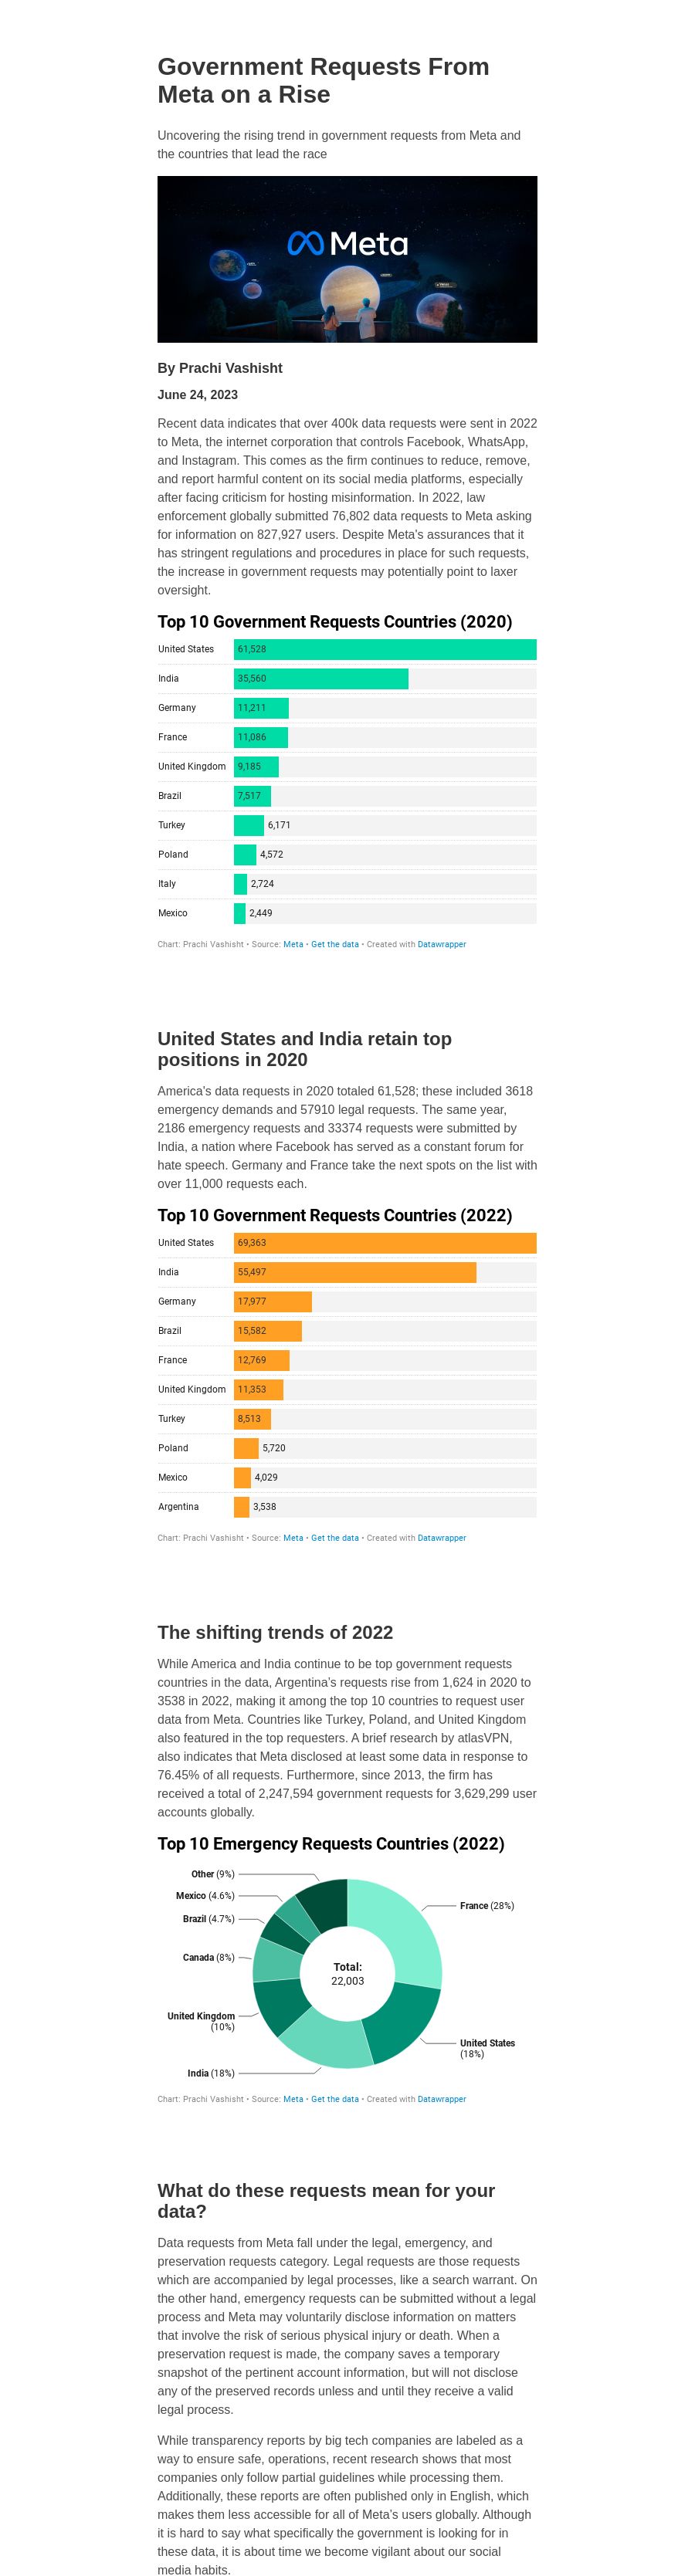 Government Requests From
Meta on a Rise
Uncovering the rising trend in government requests from Meta and
the countries that lead the race
Meta
By Prachi Vashisht
June 24, 2023
Recent data indicates that over 400k data requests were sent in 2022
to Meta, the internet corporation that controls Facebook, WhatsApp,
and Instagram. This comes as the firm continues to reduce, remove,
and report harmful content on its social media platforms, especially
after facing criticism for hosting misinformation. In 2022, law
enforcement globally submitted 76,802 data requests to Meta asking
for information on 827,927 users. Despite Meta's assurances that it
has stringent regulations and procedures in place for such requests,
the increase in government requests may potentially point to laxer
oversight.
Top 10 Government Requests Countries (2020)
United States 61,528
India 35,560
Germany 11,211
France 11,086
United Kingdom 9,185
Brazil 7,517
Turkey 6,171
Poland 4,572
Italy 2,724
Mexico 2,449
Chart: Prachi Vashisht • Source: Meta • Get the data • Created with Datawrapper
United States and India retain top
positions in 2020
America's data requests in 2020 totaled 61,528; these included 3618
emergency demands and 57910 legal requests. The same year,
2186 emergency requests and 33374 requests were submitted by
India, a nation where Facebook has served as a constant forum for
hate speech. Germany and France take the next spots on the list with
over 11,000 requests each.
Top 10 Government Requests Countries (2022)
United States 69,363
India 55,497
Germany 17,977
Brazil 15,582
France 12,769
United Kingdom 11,353
Turkey 8,513
Poland 5,720
Mexico 4,029
Argentina 3,538
Chart: Prachi Vashisht • Source: Meta • Get the data • Created with Datawrapper
The shifting trends of 2022
While America and India continue to be top government requests
countries in the data, Argentina's requests rise from 1,624 in 2020 to
3538 in 2022, making it among the top 10 countries to request user
data from Meta. Countries like Turkey, Poland, and United Kingdom
also featured in the top requesters. A brief research by atlasVPN,
also indicates that Meta disclosed at least some data in response to
76.45% of all requests. Furthermore, since 2013, the firm has
received a total of 2,247,594 government requests for 3,629,299 user
accounts globally.
Top 10 Emergency Requests Countries (2022)
Other (9%)
Mexico (4.6%)
France (28%)
Brazil (4.7%)
Canada (8%)
Total:
22,003
United Kingdom
(10%)
United States
(18%)
India (18%)
Chart: Prachi Vashisht • Source: Meta • Get the data • Created with Datawrapper
What do these requests mean for your
data?
Data requests from Meta fall under the legal, emergency, and
preservation requests category. Legal requests are those requests
which are accompanied by legal processes, like a search warrant. On
the other hand, emergency requests can be submitted without a legal
process and Meta may voluntarily disclose information on matters
that involve the risk of serious physical injury or death. When a
preservation request is made, the company saves a temporary
snapshot of the pertinent account information, but will not disclose
any of the preserved records unless and until they receive a valid
legal process.
While transparency reports by big tech companies are labeled as a
way to ensure safe, operations, recent research shows that most
companies only follow partial guidelines while processing them.
Additionally, these reports are often published only in English, which
makes them less accessible for all of Meta's users globally. Although
it is hard to say what specifically the government is looking for in
these data, it is about time we become vigilant about our social
media habits.